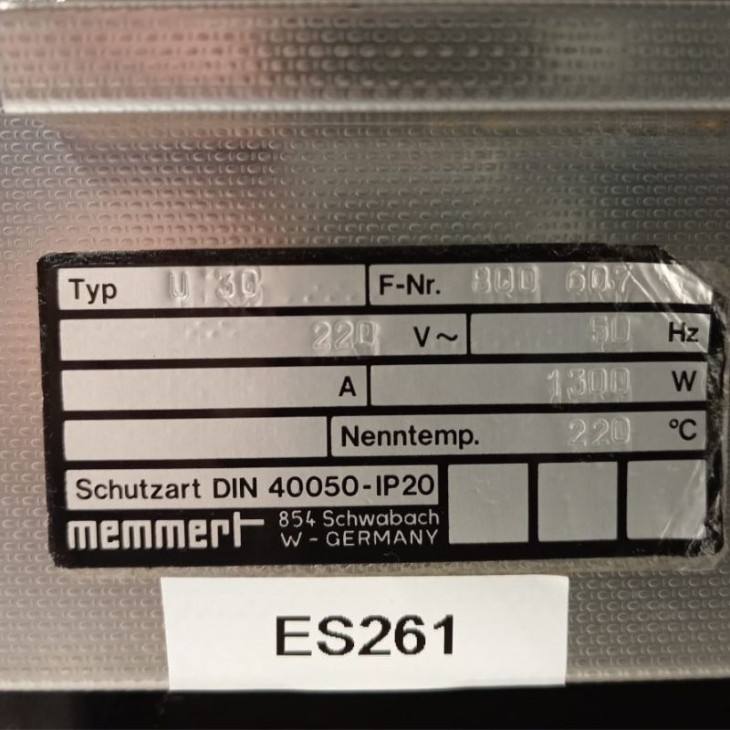 Typ U 30 F-Nr. 800 607
220 V~ 50 Hz
A 1300 W
Nenntemp. 220 °C
Schutzart DIN 40050-IP20
memmert 854 Schwabach
W-GERMANY
ES261